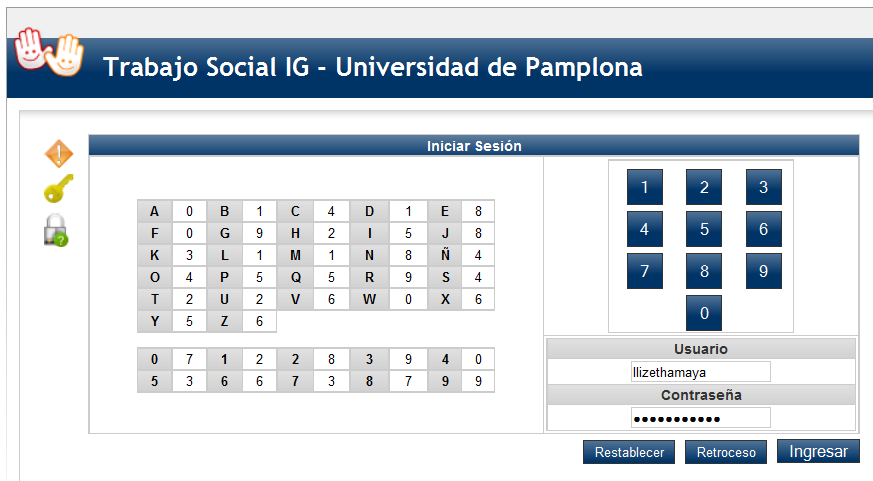 Trabajo Social IG - Universidad de Pamplona
Iniciar Sesión
A 0 B 1 C 4 D 1 E 8
F 0 G 9 H 2 I 5 J 8
K 3 L 1 M 1 N 8 Ñ 4
O 4 P 5 Q 5 R 9 S 4
T 2 U 2 V 6 W 0 X 6
Y 5 Z 6
0 7 1 2 2 8 3 9 4 0
5 3 6 6 7 3 8 7 9 9
1 2 3
4 5 6
7 8 9
0
Usuario
llizethamaya
Contraseña
●●●●●●●●●●●
Restablecer Retroceso Ingresar